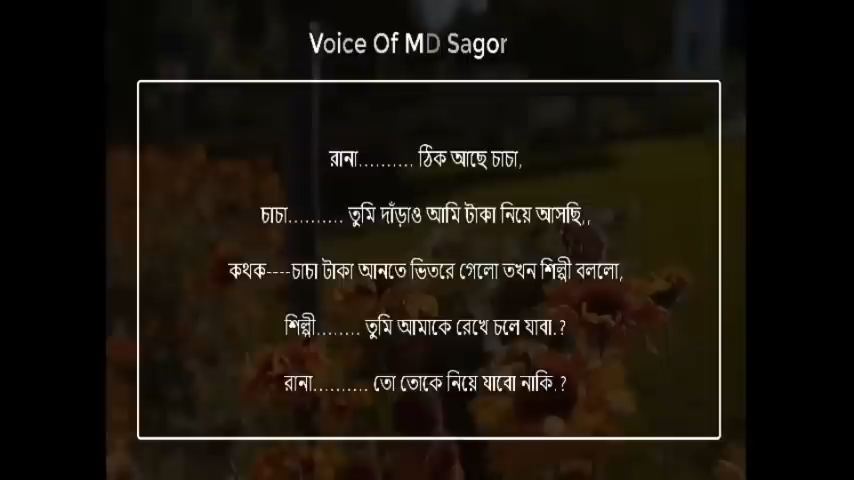 Voice Of MD Sagor
রানা.......... ঠিক আছে চাচা,
চাচা.......... তুমি দাঁড়াও আমি টাকা নিয়ে আসছি,,
কথক----চাচা টাকা আনতে ভিতরে গেলো তখন শিল্পী বললো,
শিল্পী........ তুমি আমাকে রেখে চলে যাবা.?
রানা.......... তো তোকে নিয়ে যাবো নাকি.?